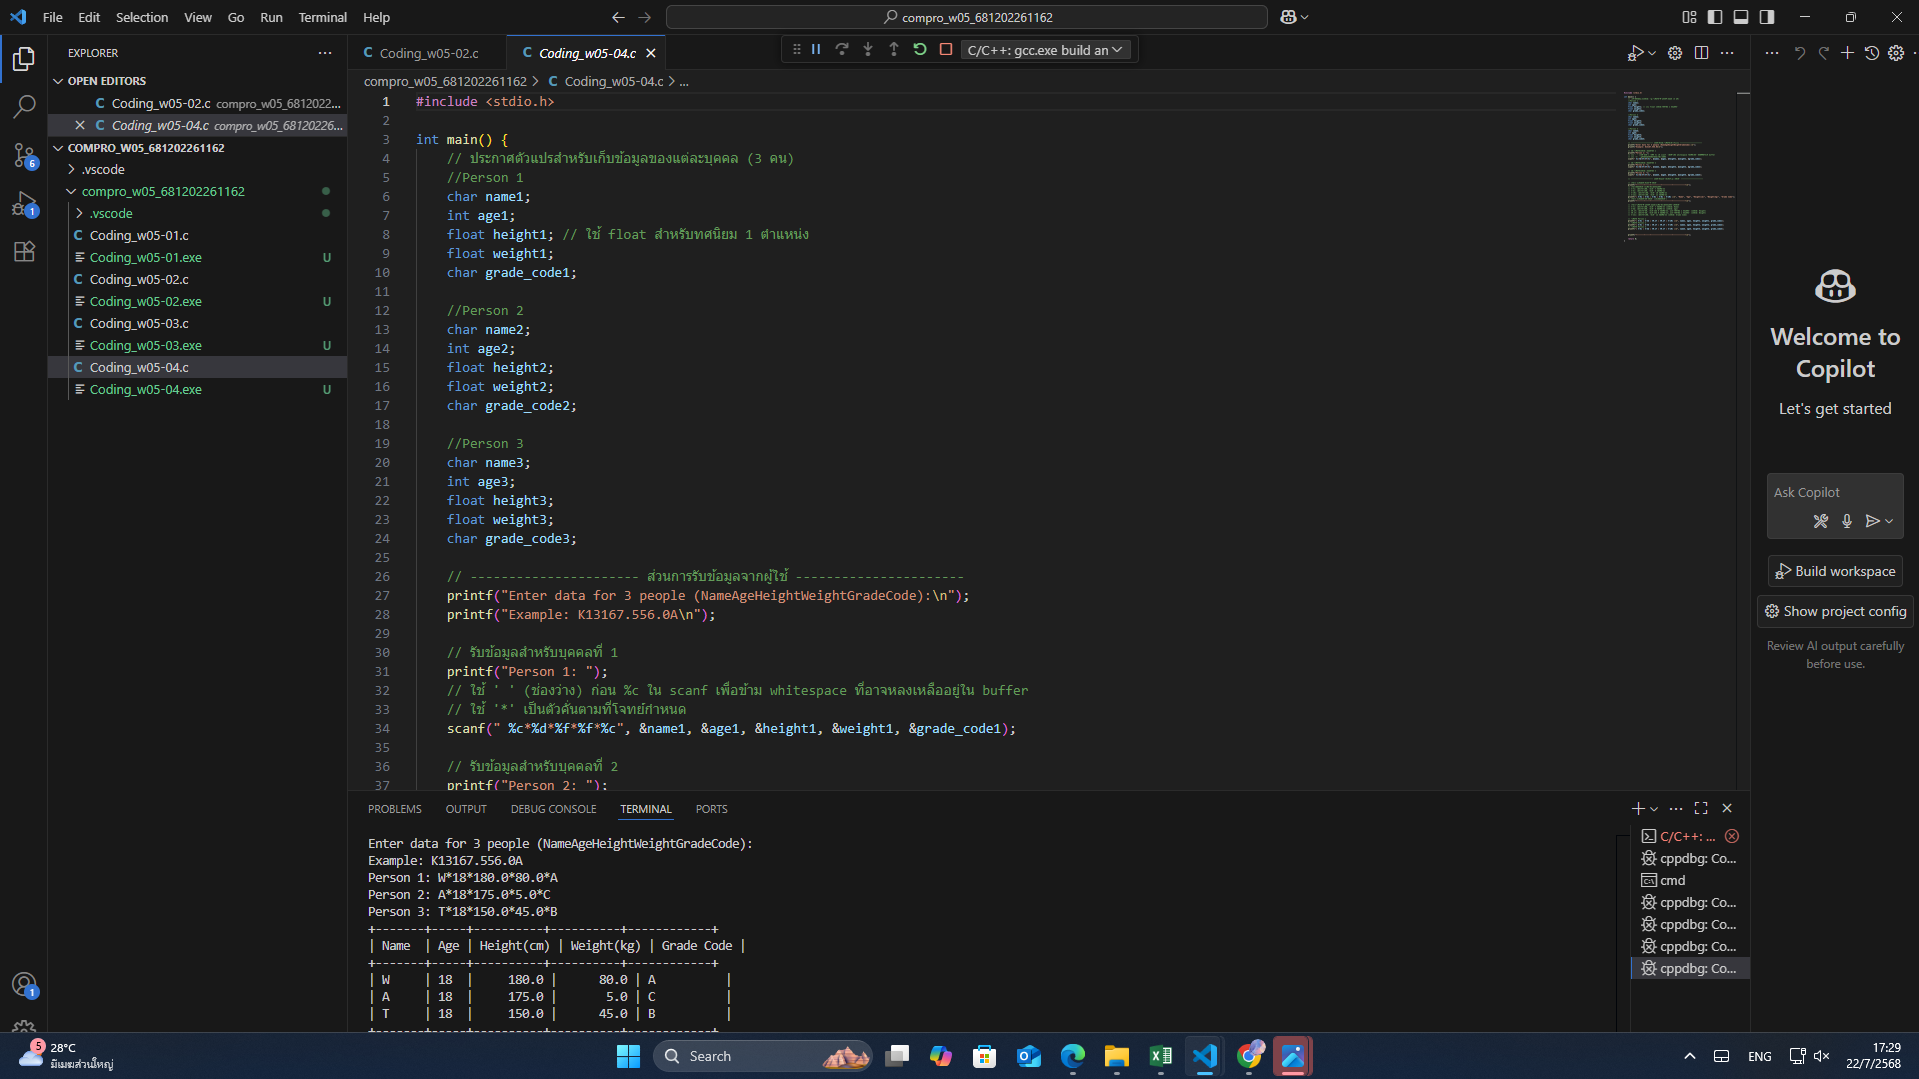 File Edit Selection View Go Run Terminal Help
compro_w05_681202261162
EXPLORER
OPEN EDITORS
Coding_w05-02.c compro_w05_6812022...
Coding_w05-04.c compro_w05_68120226...
COMPRO_W05_681202261162
.vscode
compro_w05_681202261162
.vscode
Coding_w05-01.c
Coding_w05-01.exe U
Coding_w05-02.c
Coding_w05-02.exe U
Coding_w05-03.c
Coding_w05-03.exe U
Coding_w05-04.c
Coding_w05-04.exe U
6
1
1
Coding_w05-02.c
Coding_w05-04.c
C/C++: gcc.exe build an
compro_w05_681202261162 > C Coding_w05-04.c > ...
1 #include <stdio.h>
2
3 int main() {
4 // ประกาศตัวแปรสำหรับเก็บข้อมูลของแต่ละบุคคล (3 คน)
5 //Person 1
6 char name1;
7 int age1;
8 float height1; // ใช้ float สำหรับทศนิยม 1 ตำแหน่ง
9 float weight1;
10 char grade_code1;
11
12 //Person 2
13 char name2;
14 int age2;
15 float height2;
16 float weight2;
17 char grade_code2;
18
19 //Person 3
20 char name3;
21 int age3;
22 float height3;
23 float weight3;
24 char grade_code3;
25
26 // ---------------------- ส่วนการรับข้อมูลจากผู้ใช้ ----------------------
27 printf("Enter data for 3 people (NameAgeHeightWeightGradeCode):\n");
28 printf("Example: K13167.556.0A\n");
29
30 // รับข้อมูลสำหรับบุคคลที่ 1
31 printf("Person 1: ");
32 // ใช้ ' ' (ช่องว่าง) ก่อน %c ใน scanf เพื่อข้าม whitespace ที่อาจหลงเหลืออยู่ใน buffer
33 // ใช้ '*' เป็นตัวคั่นตามที่โจทย์กำหนด
34 scanf(" %c*%d*%f*%f*%c", &name1, &age1, &height1, &weight1, &grade_code1);
35
36 // รับข้อมูลสำหรับบุคคลที่ 2
37 printf("Person 2: ");
PROBLEMS OUTPUT DEBUG CONSOLE TERMINAL PORTS
Enter data for 3 people (NameAgeHeightWeightGradeCode):
Example: K13167.556.0A
Person 1: W*18*180.0*80.0*A
Person 2: A*18*175.0*5.0*C
Person 3: T*18*150.0*45.0*B
+-------+-----+----------+----------+------------+
| Name | Age | Height(cm) | Weight(kg) | Grade Code |
+-------+-----+----------+----------+------------+
| W | 18 | 180.0 | 80.0 | A |
| A | 18 | 175.0 | 5.0 | C |
| T | 18 | 150.0 | 45.0 | B |
+-------+-----+----------+----------+------------+
C/C++: ...
cppdbg: Co...
cmd
cppdbg: Co...
cppdbg: Co...
cppdbg: Co...
cppdbg: Co...
Welcome to
Copilot
Let's get started
Ask Copilot
Build workspace
Show project config
Review AI output carefully
before use.
5
28°C
มีเมฆส่วนใหญ่
Search
ENG
17:29
22/7/2568